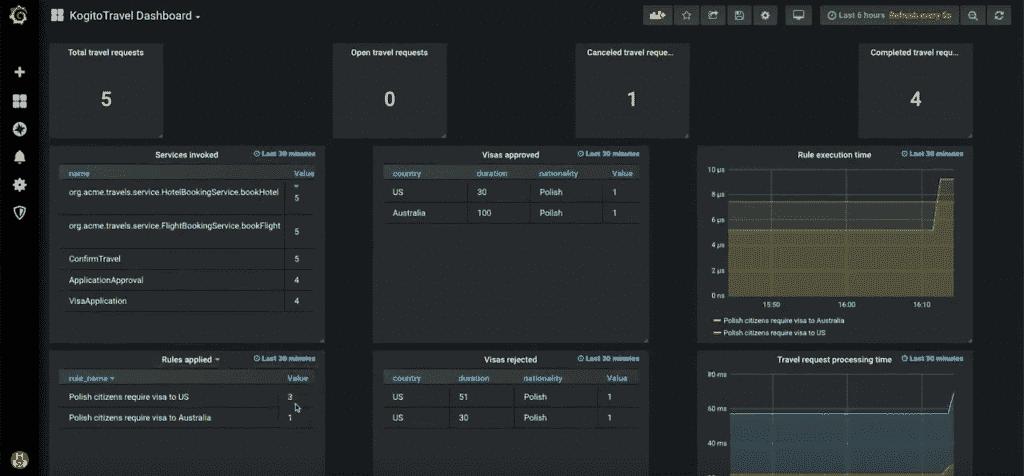 KogitoTravel Dashboard
Last 6 hours Refresh every 5s
Total travel requests
5
Open travel requests
0
Canceled travel reque...
1
Completed travel requ...
4
Services invoked Last 30 minutes
name Value
org.acme.travels.service.HotelBookingService.bookHotel 5
org.acme.travels.service.FlightBookingService.bookFlight 5
ConfirmTravel 5
ApplicationApproval 4
VisaApplication 4
Visas approved Last 30 minutes
country duration nationality Value
US 30 Polish 1
Australia 100 Polish 1
Rule execution time Last 30 minutes
10 µs
8 µs
6 µs
4 µs
2 µs
0 ns
15:50 16:00 16:10
Polish citizens require visa to Australia
Polish citizens require visa to US
Rules applied Last 30 minutes
rule_name Value
Polish citizens require visa to US 3
Polish citizens require visa to Australia 1
Visas rejected Last 30 minutes
country duration nationality Value
US 51 Polish 1
US 30 Polish 1
Travel request processing time Last 30 minutes
80 ms
60 ms
40 ms